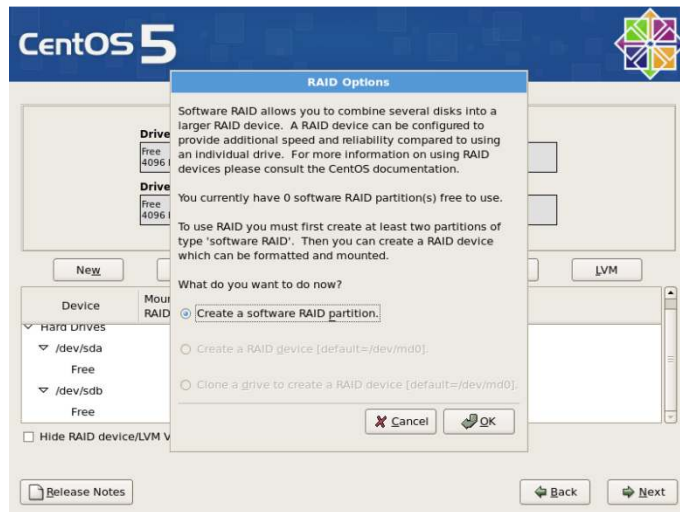 CentOS 5
RAID Options
Software RAID allows you to combine several disks into a
larger RAID device. A RAID device can be configured to
provide additional speed and reliability compared to using
an individual drive. For more information on using RAID
devices please consult the CentOS documentation.
You currently have 0 software RAID partition(s) free to use.
To use RAID you must first create at least two partitions of
type 'software RAID'. Then you can create a RAID device
which can be formatted and mounted.
What do you want to do now?
Create a software RAID partition.
Create a RAID device [default=/dev/md0].
Clone a drive to create a RAID device [default=/dev/md0].
Cancel
OK
Drive
Free
4096
Drive
Free
4096
New
LVM
Device
RAID
Hard Drives
/dev/sda
Free
/dev/sdb
Free
Hide RAID device/LVM V
Release Notes
Back
Next